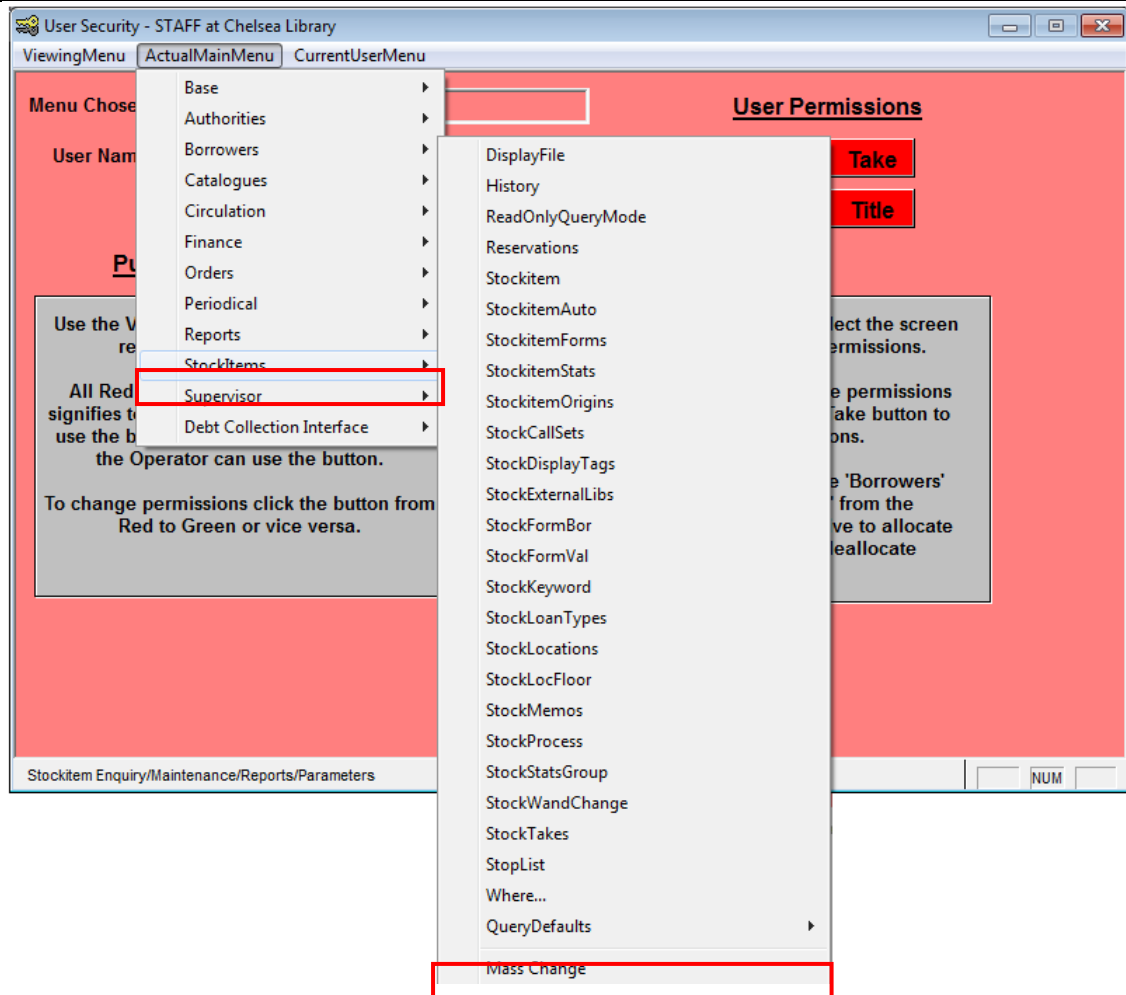 User Security - STAFF at Chelsea Library
ViewingMenu ActualMainMenu CurrentUserMenu
Menu Chose
User Permissions
User Nam
Take
Title
Base
Authorities
Borrowers
Catalogues
Circulation
Finance
Orders
Periodical
Reports
StockItems
Supervisor
Debt Collection Interface
DisplayFile
History
ReadOnlyQueryMode
Reservations
Stockitem
StockitemAuto
StockitemForms
StockitemStats
StockitemOrigins
StockCallSets
StockDisplayTags
StockExternalLibs
StockFormBor
StockFormVal
StockKeyword
StockLoanTypes
StockLocations
StockLocFloor
StockMemos
StockProcess
StockStatsGroup
StockWandChange
StockTakes
StopList
Where...
QueryDefaults
Mass Change
Use the V
re
All Red
signifies t
use the b
the Operator can use the button.
To change permissions click the button from
Red to Green or vice versa.
lect the screen
ermissions.
e permissions
Take button to
ons.
e 'Borrowers'
' from the
ve to allocate
leallocate
Stockitem Enquiry/Maintenance/Reports/Parameters
NUM